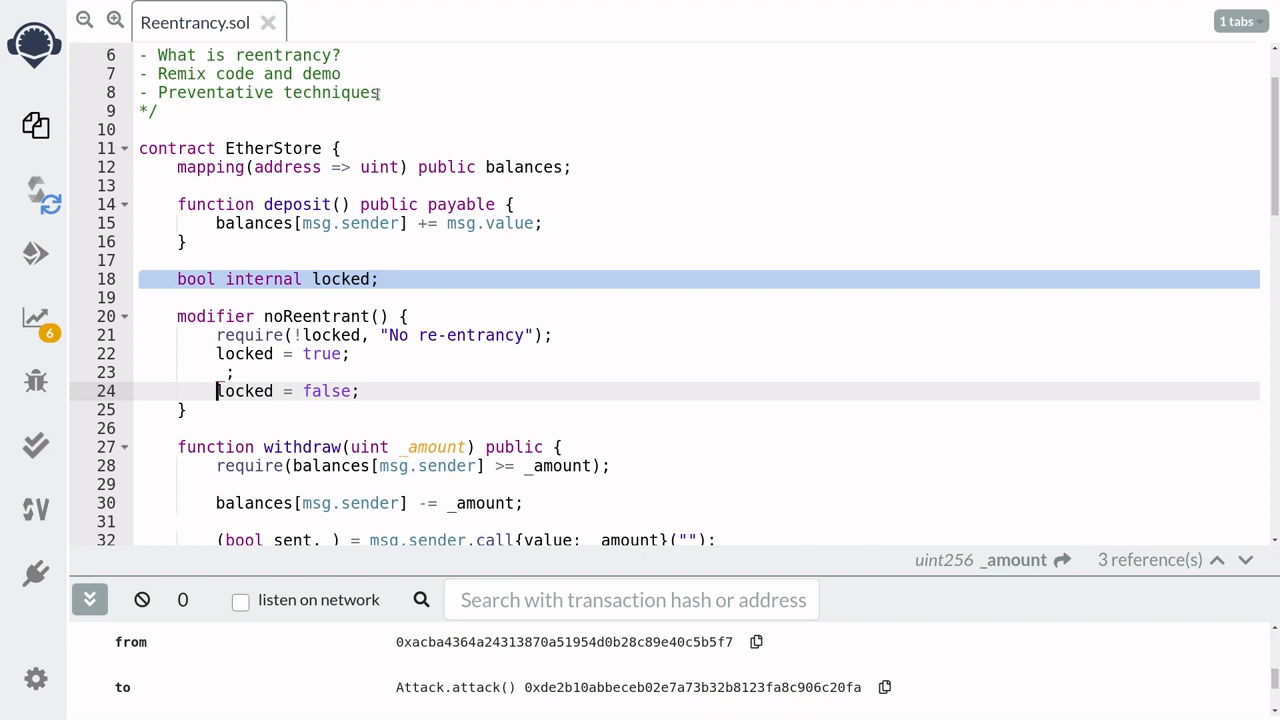 Reentrancy.sol
1 tabs
6 - What is reentrancy?
7 - Remix code and demo
8 - Preventative techniques
9 */
10
11 contract EtherStore {
12 mapping(address => uint) public balances;
13
14 function deposit() public payable {
15 balances[msg.sender] += msg.value;
16 }
17
18 bool internal locked;
19
20 modifier noReentrant() {
21 require(!locked, "No re-entrancy");
22 locked = true;
23 _;
24 locked = false;
25 }
26
27 function withdraw(uint _amount) public {
28 require(balances[msg.sender] >= _amount);
29
30 balances[msg.sender] -= _amount;
31
32 (bool sent, ) = msg.sender.call{value: _amount}("");
6
uint256 _amount 3 reference(s)
0 listen on network Search with transaction hash or address
from 0xacba4364a24313870a51954d0b28c89e40c5b5f7
to Attack.attack() 0xde2b10abbeceb02e7a73b32b8123fa8c906c20fa
SV